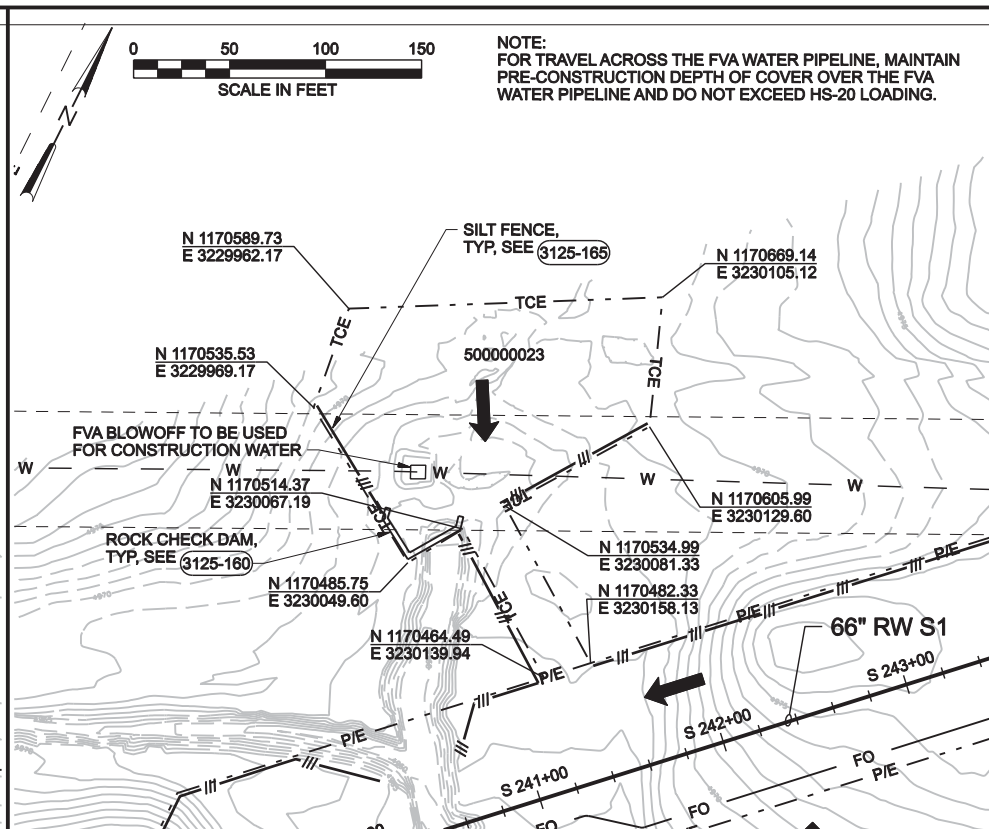 0 50 100 150
SCALE IN FEET
NOTE:
FOR TRAVEL ACROSS THE FVA WATER PIPELINE, MAINTAIN
PRE-CONSTRUCTION DEPTH OF COVER OVER THE FVA
WATER PIPELINE AND DO NOT EXCEED HS-20 LOADING.
Z
N 1170589.73
E 3229962.17
SILT FENCE,
TYP, SEE 3125-165
N 1170669.14
E 3230105.12
TCE
TCE
TCE
N 1170535.53
E 3229969.17
500000023
FVA BLOWOFF TO BE USED
FOR CONSTRUCTION WATER
W W W W W
N 1170514.37
E 3230067.19
TCE
TCE
N 1170605.99
E 3230129.60
ROCK CHECK DAM,
TYP, SEE 3125-160
N 1170534.99
E 3230081.33
P/E
N 1170485.75
E 3230049.60
N 1170482.33
E 3230158.13
TCE
P/E
N 1170464.49
E 3230139.94
66" RW S1
P/E
S 243+00
S 242+00
P/E
S 241+00
FO
P/E
FO
FO